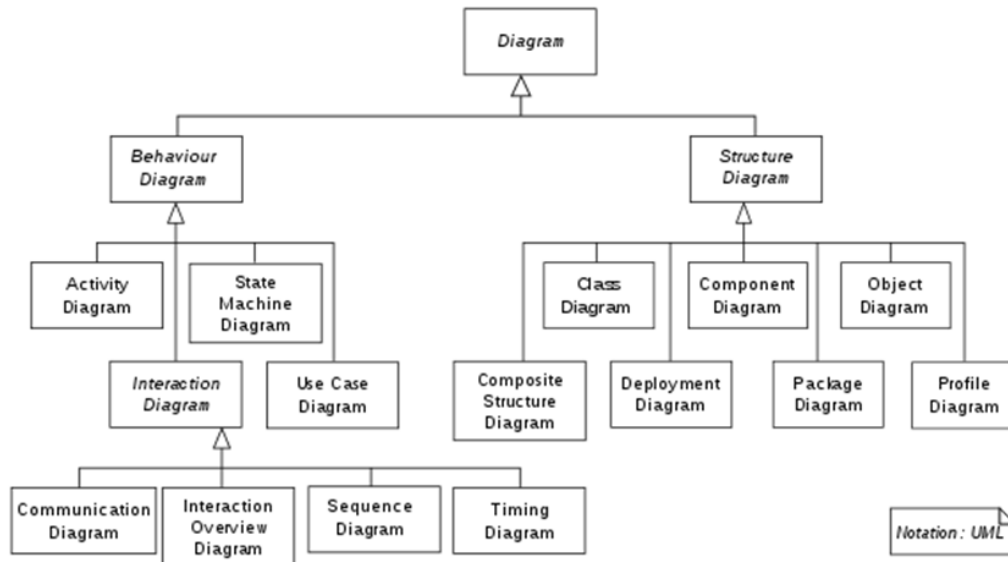 Diagram
Behaviour
Diagram
Structure
Diagram
Activity
Diagram
State
Machine
Diagram
Class
Diagram
Component
Diagram
Object
Diagram
Interaction
Diagram
Use Case
Diagram
Composite
Structure
Diagram
Deployment
Diagram
Package
Diagram
Profile
Diagram
Communication
Diagram
Interaction
Overview
Diagram
Sequence
Diagram
Timing
Diagram
Notation : UML